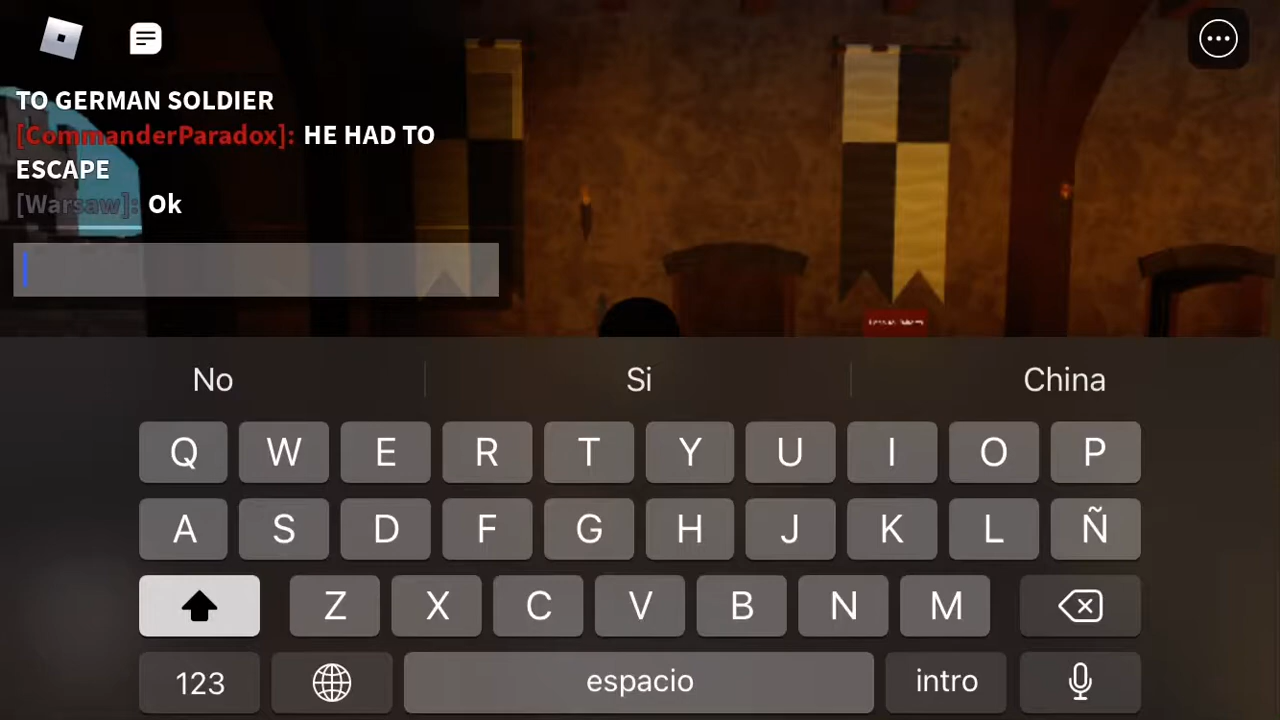 TO GERMAN SOLDIER
[CommanderParadox]: HE HAD TO
ESCAPE
[Warsaw]: Ok
No Si China
Q W E R T Y U I O P
A S D F G H J K L Ñ
Z X C V B N M
123 espacio intro